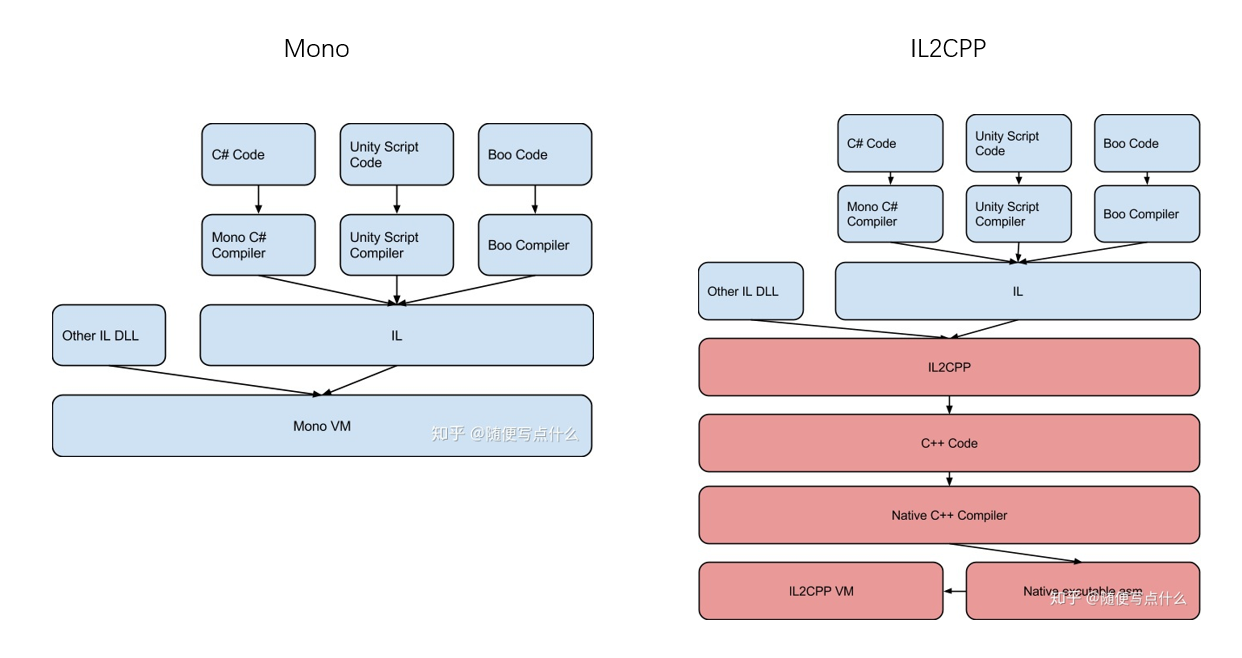 Mono
C# Code
Unity Script
Code
Boo Code
Mono C#
Compiler
Unity Script
Compiler
Boo Compiler
Other IL DLL
IL
Mono VM
知乎 @随便写点什么
IL2CPP
C# Code
Unity Script
Code
Boo Code
Mono C#
Compiler
Unity Script
Compiler
Boo Compiler
Other IL DLL
IL
IL2CPP
C++ Code
Native C++ Compiler
IL2CPP VM
Native excutable asm
知乎 @随便写点什么